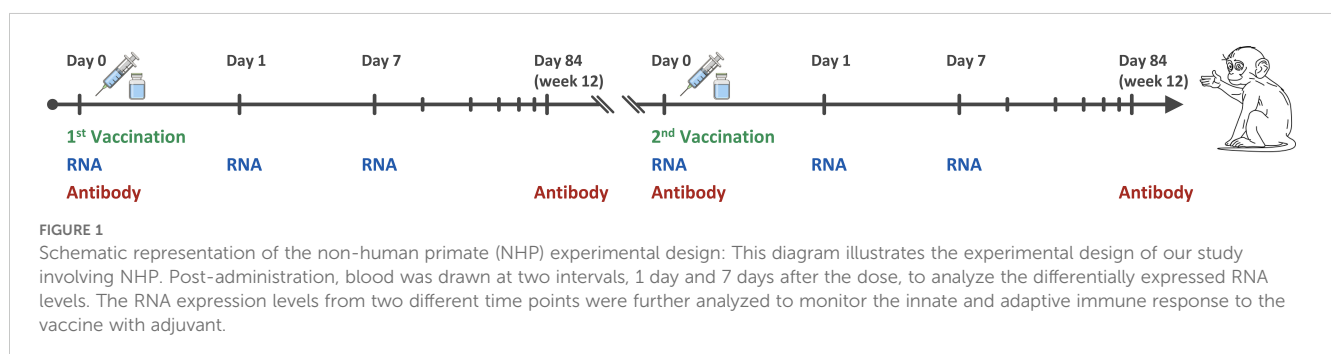 Day 0 Day 1 Day 7 Day 84 (week 12) Day 0 Day 1 Day 7 Day 84 (week 12)
1st Vaccination 2nd Vaccination
RNA RNA RNA RNA RNA RNA
Antibody Antibody Antibody Antibody
FIGURE 1
Schematic representation of the non-human primate (NHP) experimental design: This diagram illustrates the experimental design of our study
involving NHP. Post-administration, blood was drawn at two intervals, 1 day and 7 days after the dose, to analyze the differentially expressed RNA
levels. The RNA expression levels from two different time points were further analyzed to monitor the innate and adaptive immune response to the
vaccine with adjuvant.